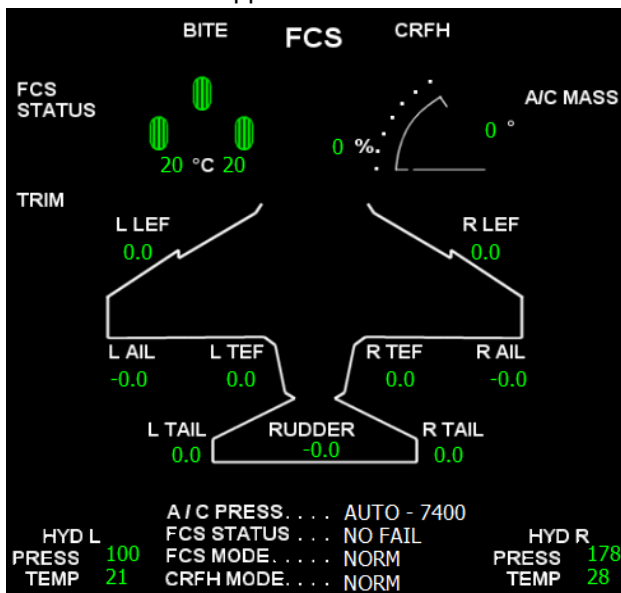 BITE FCS CRFH
FCS
STATUS
A/C MASS
0 °
0 %.
20 °C 20
TRIM
L LEF R LEF
0.0 0.0
L AIL L TEF R TEF R AIL
-0.0 0.0 0.0 -0.0
L TAIL RUDDER R TAIL
0.0 -0.0 0.0
A/C PRESS.... AUTO - 7400
HYD L FCS STATUS ... NO FAIL HYD R
PRESS 100 FCS MODE..... NORM PRESS 178
TEMP 21 CRFH MODE.... NORM TEMP 28